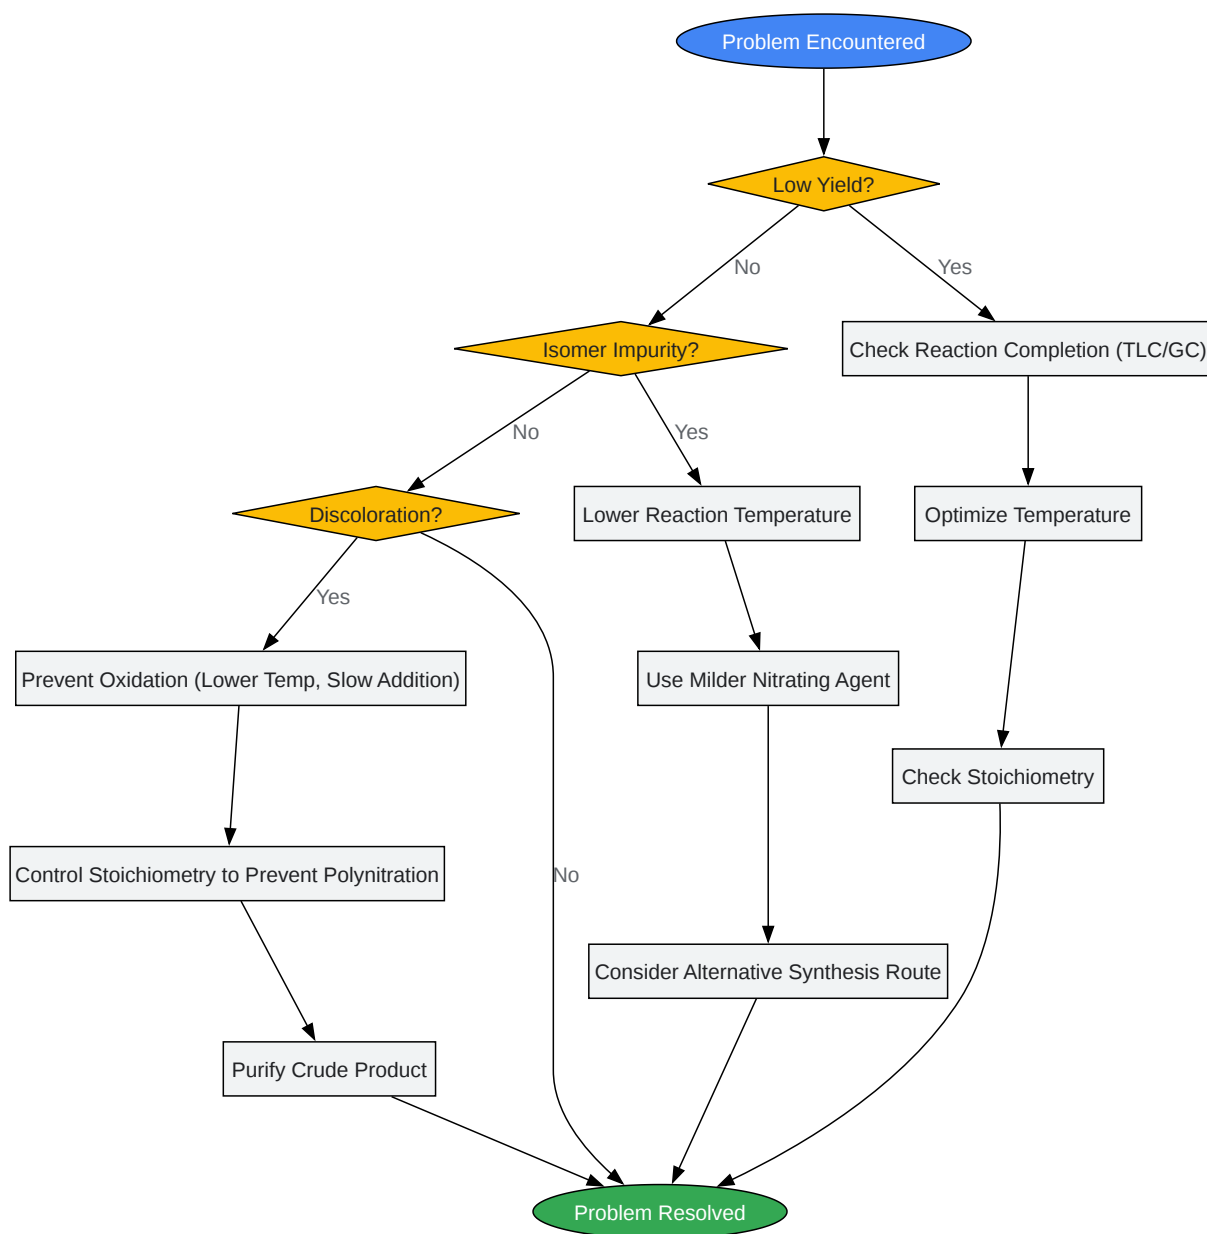 Problem Encountered
Low Yield?
No
Yes
Isomer Impurity?
Check Reaction Completion (TLC/GC)
No
Yes
Discoloration?
Lower Reaction Temperature
Optimize Temperature
Yes
Prevent Oxidation (Lower Temp, Slow Addition)
Use Milder Nitrating Agent
Check Stoichiometry
Control Stoichiometry to Prevent Polynitration
No
Consider Alternative Synthesis Route
Purify Crude Product
Problem Resolved